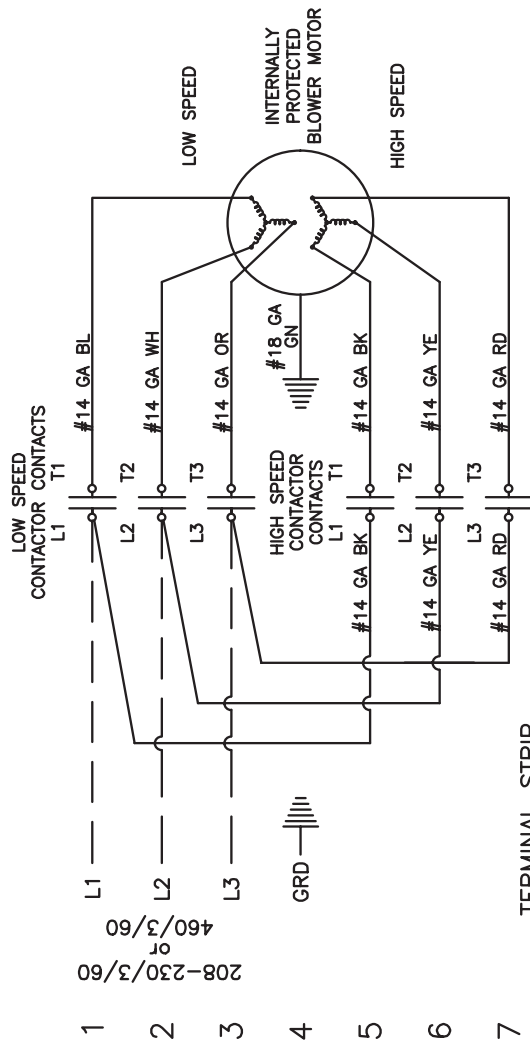 LOW SPEED
CONTACTOR CONTACTS
1
L1
L1
T1
#14 GA BL
LOW SPEED
208-230/3/60
or
460/3/60
2
L2
L2
T2
#14 GA WH
3
L3
L3
T3
#14 GA OR
INTERNALLY
PROTECTED
BLOWER MOTOR
4
GRD
#18 GA
GN
HIGH SPEED
CONTACTOR
CONTACTS
HIGH SPEED
5
#14 GA BK
L1
T1
#14 GA BK
6
#14 GA YE
L2
T2
#14 GA YE
7
#14 GA RD
L3
T3
#14 GA RD
TERMINAL STRIP